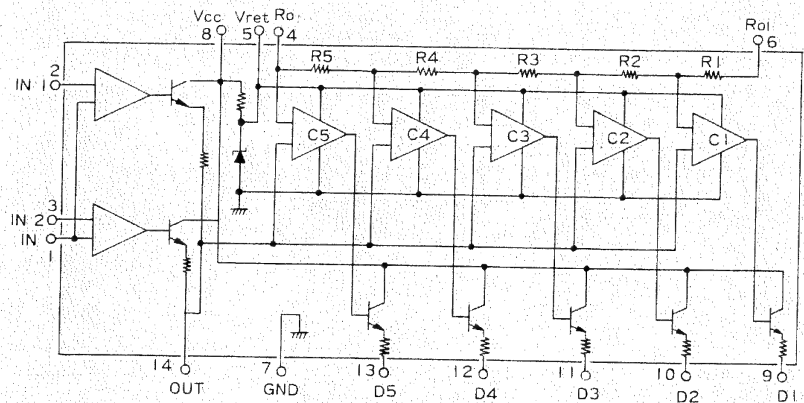 Vcc Vret Ro Roi
8 5 4 6
R5 R4 R3 R2 R1
2
IN 1
C5 C4 C3 C2 C1
3
IN 2
IN
1
14 7 13 12 11 10 9
OUT GND D5 D4 D3 D2 D1